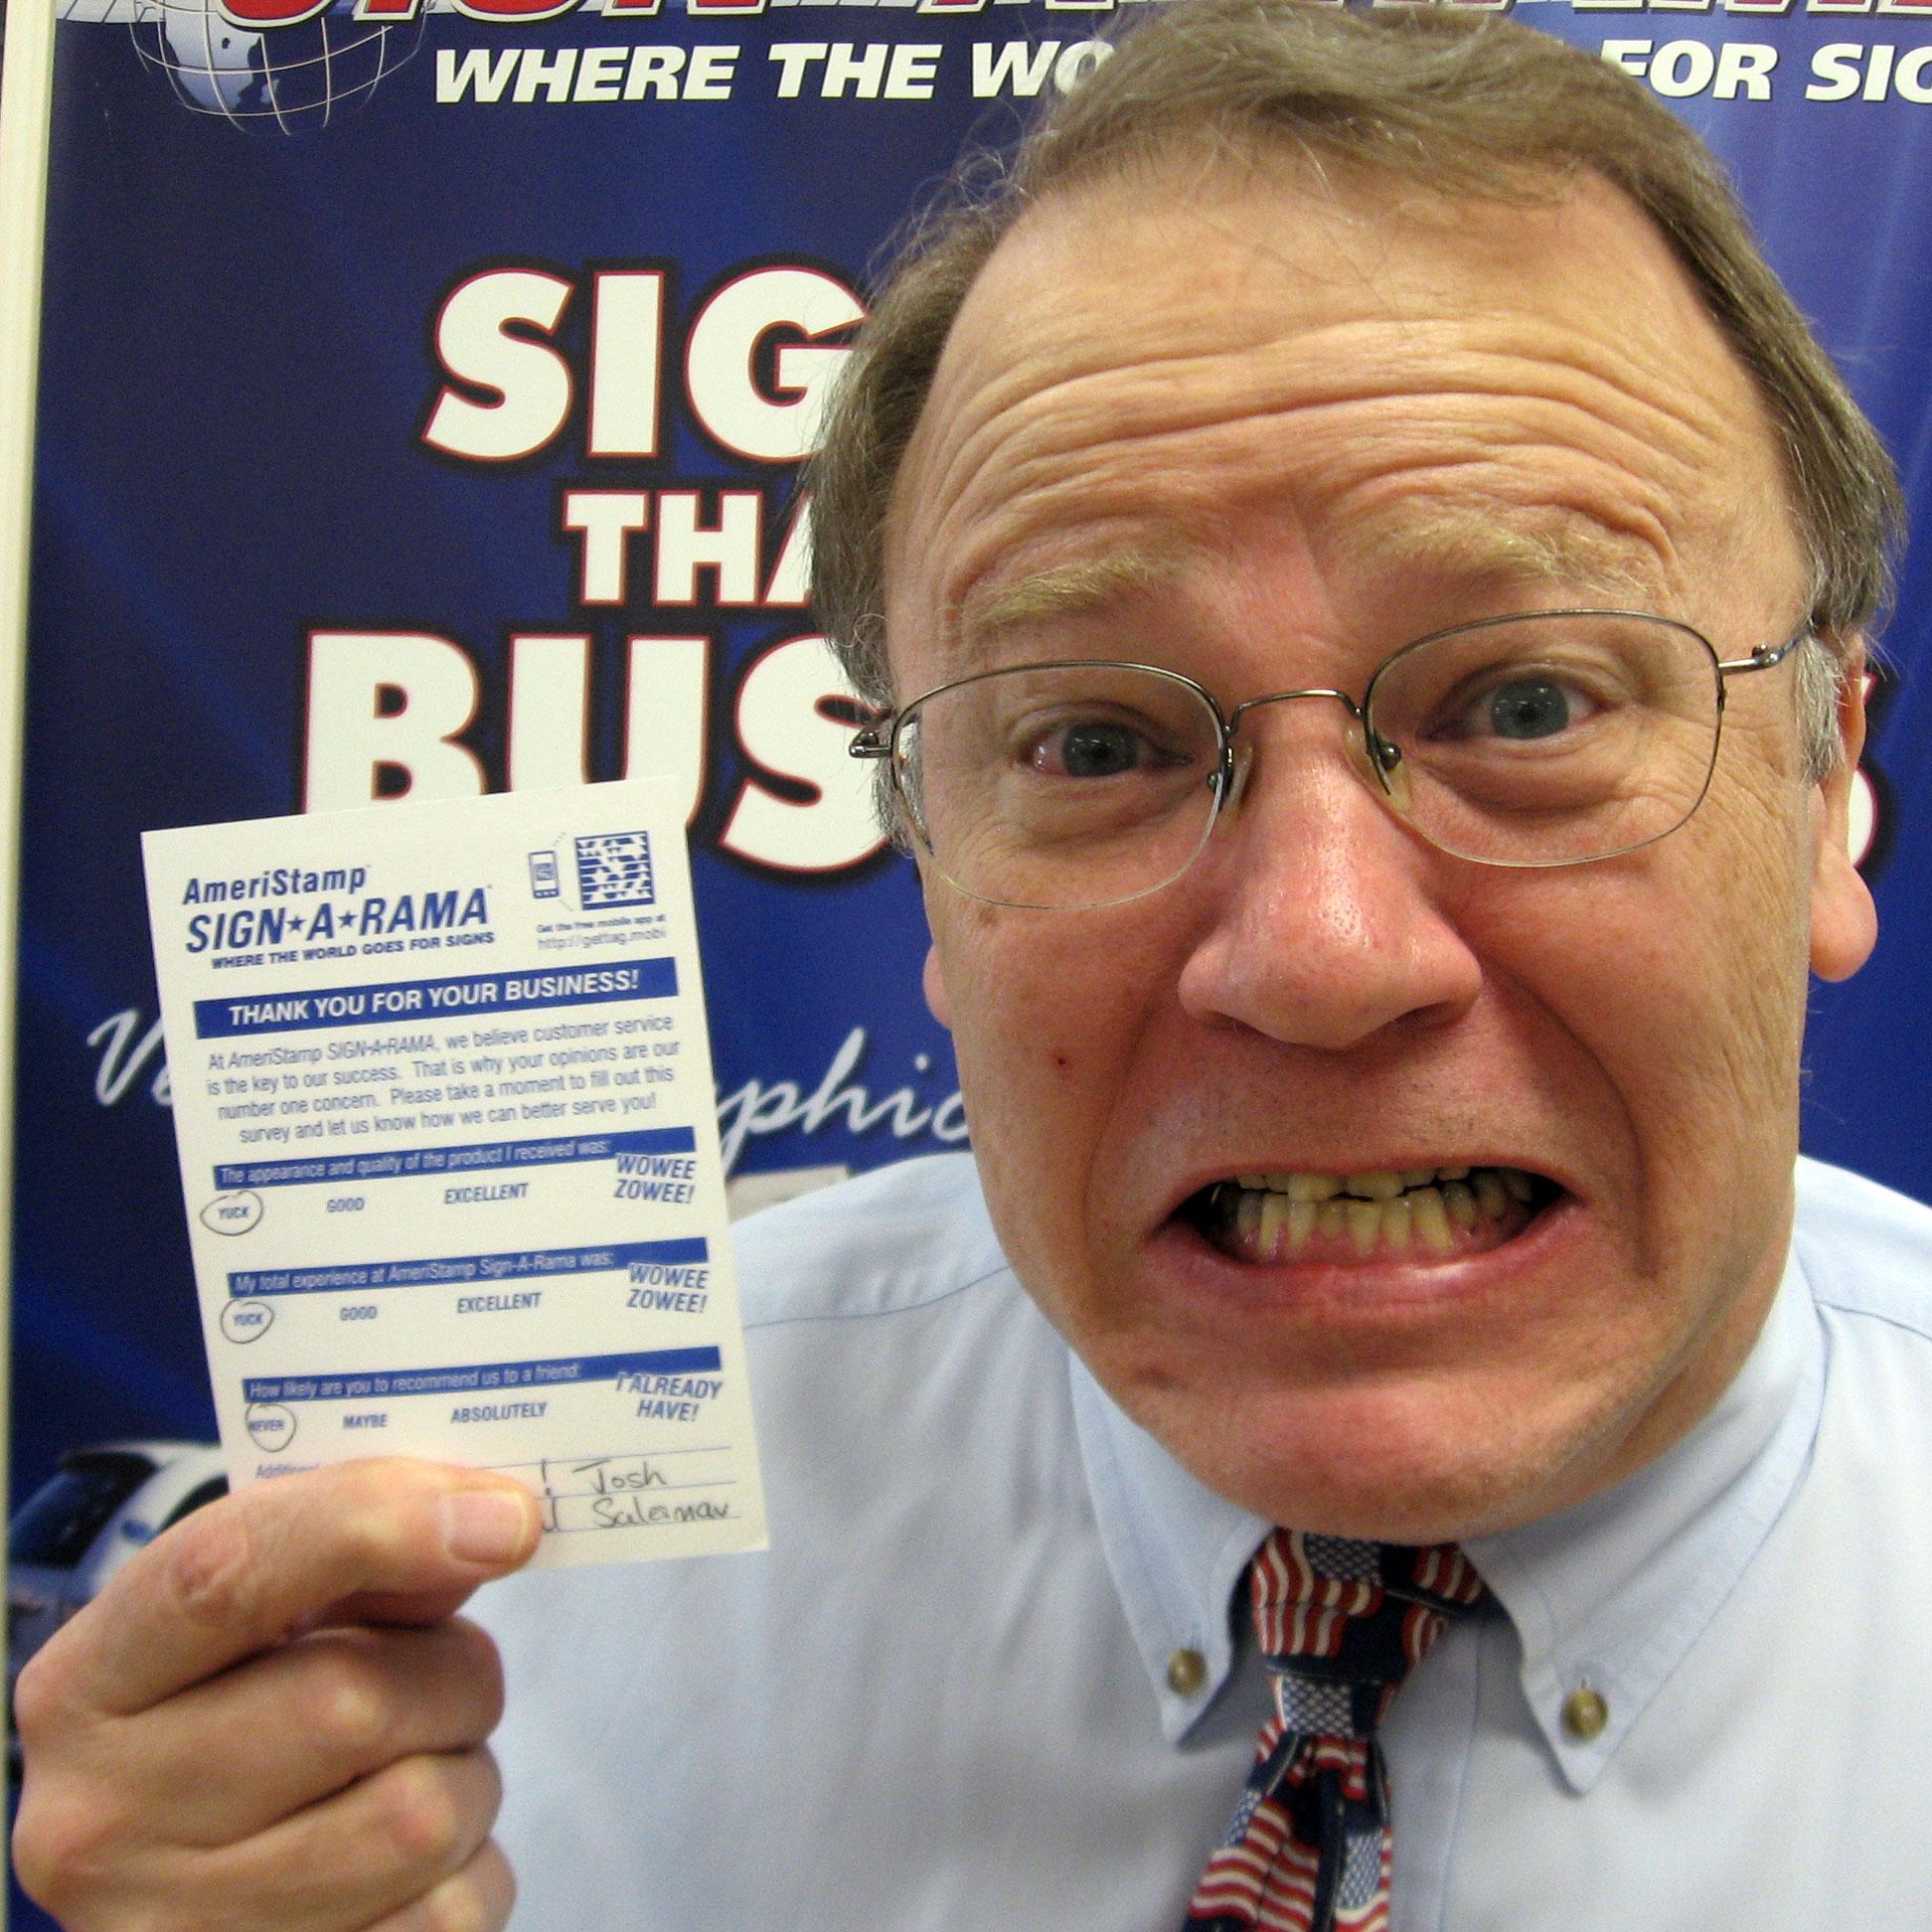 WHERE THE WO FOR SIG
SIG
THA
BUS
AmeriStamp
SIGN★A★RAMA
WHERE THE WORLD GOES FOR SIGNS
Get the free mobile app at
http://gettag.mobi
THANK YOU FOR YOUR BUSINESS!
At AmeriStamp SIGN-A-RAMA, we believe customer service
is the key to our success. That is why your opinions are our
number one concern. Please take a moment to fill out this
survey and let us know how we can better serve you!
The appearance and quality of the product I received was:
YUCK GOOD EXCELLENT WOWEE ZOWEE!
My total experience at AmeriStamp Sign-A-Rama was:
YUCK GOOD EXCELLENT WOWEE ZOWEE!
How likely are you to recommend us to a friend:
NEVER MAYBE ABSOLUTELY I ALREADY HAVE!
Additional
! Josh
phic